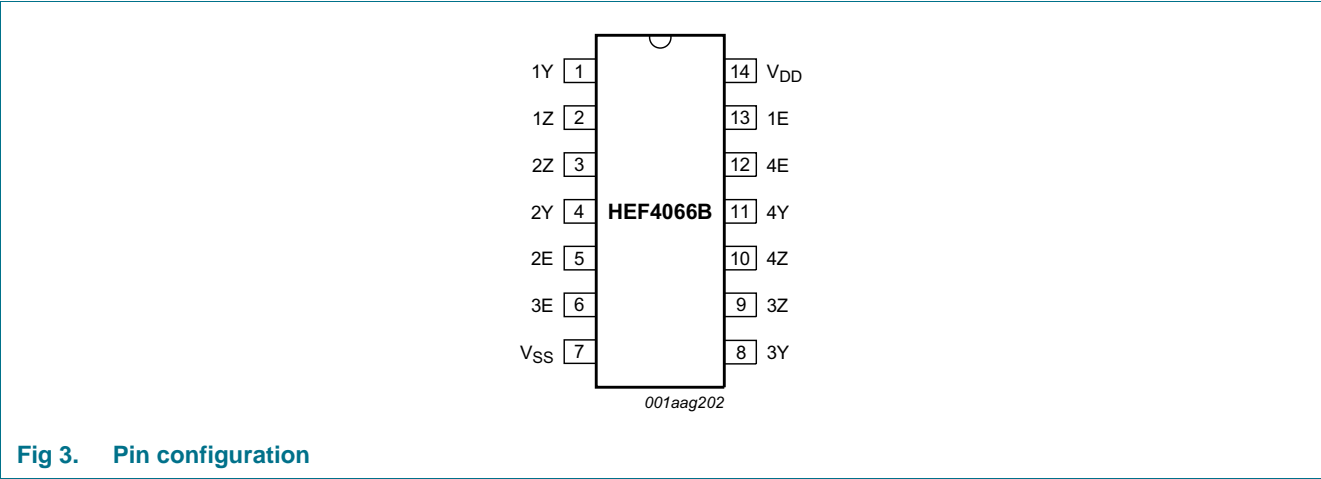 1Y 1 14 VDD
1Z 2 13 1E
2Z 3 12 4E
2Y 4 HEF4066B 11 4Y
2E 5 10 4Z
3E 6 9 3Z
VSS 7 8 3Y
001aag202
Fig 3. Pin configuration